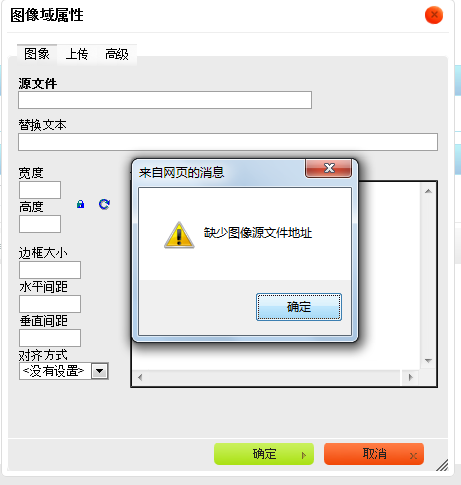 图像域属性
图像 上传 高级
源文件
替换文本
宽度
高度
边框大小
水平间距
垂直间距
对齐方式
<没有设置>
来自网页的消息
缺少图像源文件地址
确定
确定 取消